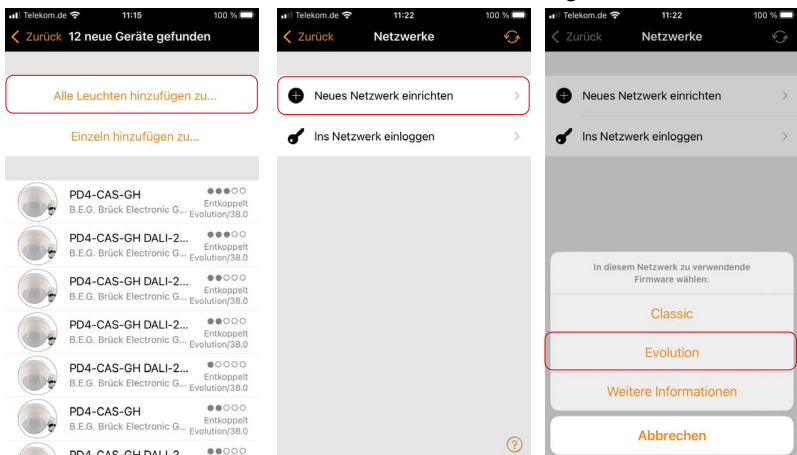 Telekom.de 11:15 100 %
Zurück 12 neue Geräte gefunden
Alle Leuchten hinzufügen zu...
Einzeln hinzufügen zu...
PD4-CAS-GH
Entkoppelt
B.E.G. Brück Electronic G... Evolution/38.0
PD4-CAS-GH DALI-2...
Entkoppelt
B.E.G. Brück Electronic G... Evolution/38.0
PD4-CAS-GH DALI-2...
Entkoppelt
B.E.G. Brück Electronic G... Evolution/38.0
PD4-CAS-GH DALI-2...
Entkoppelt
B.E.G. Brück Electronic G... Evolution/38.0
PD4-CAS-GH DALI-2...
Entkoppelt
B.E.G. Brück Electronic G... Evolution/38.0
PD4-CAS-GH
Entkoppelt
B.E.G. Brück Electronic G... Evolution/38.0
PD4-CAS-GH DALI-2
Telekom.de 11:22 100 %
Zurück Netzwerke
Neues Netzwerk einrichten
Ins Netzwerk einloggen
?
Telekom.de 11:22 100 %
Zurück Netzwerke
Neues Netzwerk einrichten
Ins Netzwerk einloggen
In diesem Netzwerk zu verwendende
Firmware wählen:
Classic
Evolution
Weitere Informationen
Abbrechen